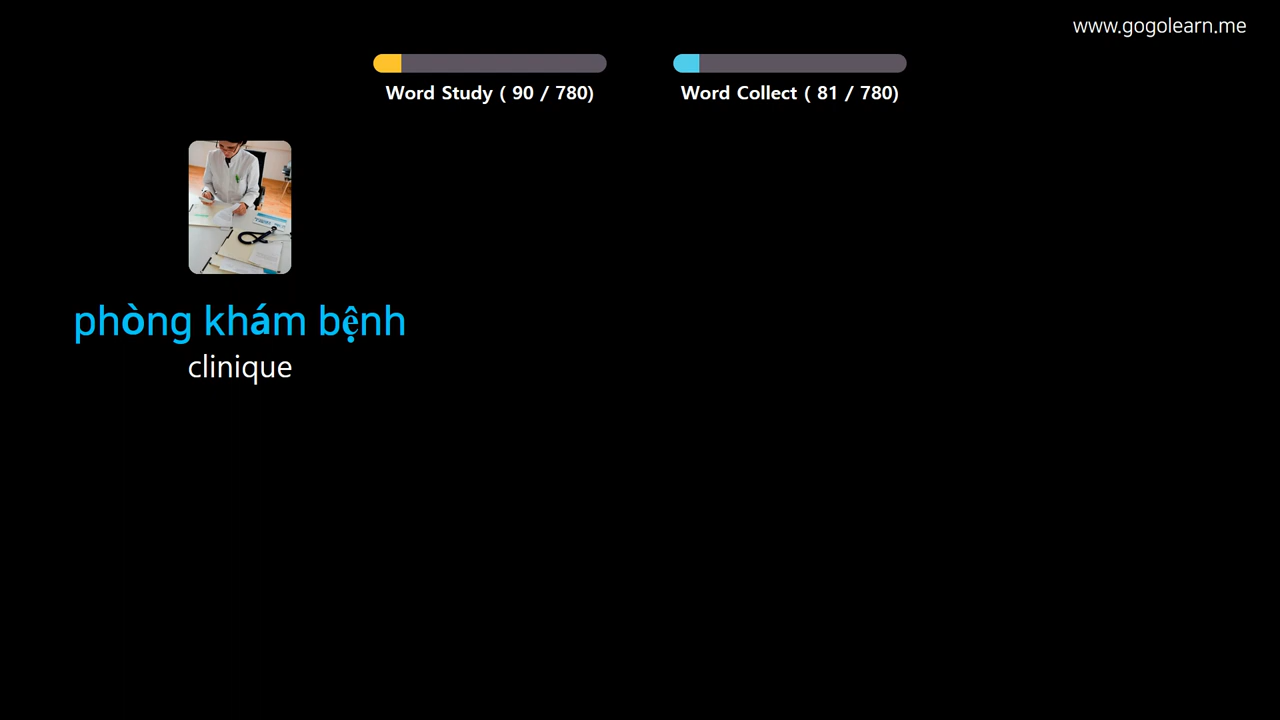 www.gogolearn.me
Word Study ( 90 / 780)
Word Collect ( 81 / 780)
phòng khám bệnh
clinique